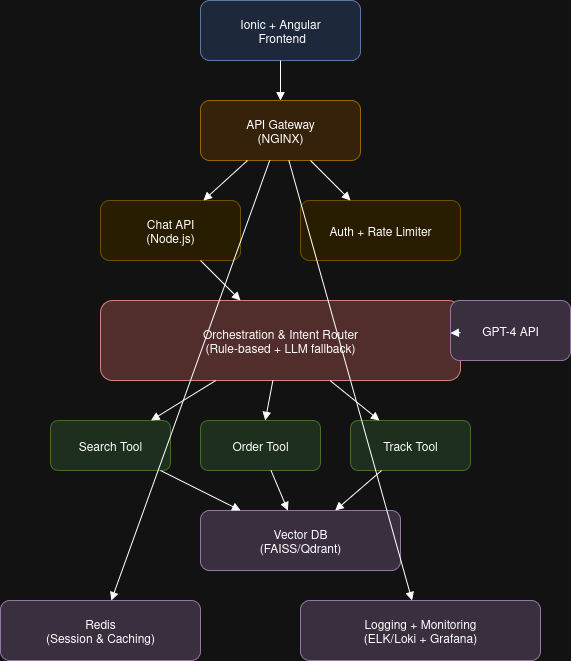 Ionic + Angular
Frontend
API Gateway
(NGINX)
Chat API
(Node.js)
Auth + Rate Limiter
Orchestration & Intent Router
(Rule-based + LLM fallback)
GPT-4 API
Search Tool
Order Tool
Track Tool
Vector DB
(FAISS/Qdrant)
Redis
(Session & Caching)
Logging + Monitoring
(ELK/Loki + Grafana)